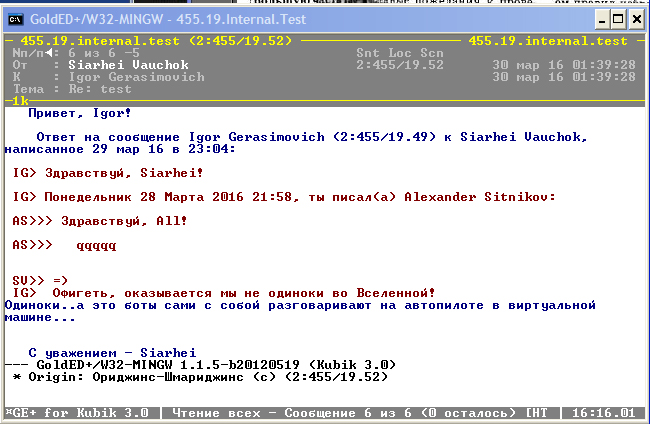 GoldED+/W32-MINGW - 455.19.Internal.Test
455.19.internal.test (2:455/19.52) 455.19.internal.test
Nn/n◄: 6 из 6 -5 Snt Loc Scn
От : Siarhei Vauchok 2:455/19.52 30 мар 16 01:39:28
К : Igor Gerasimovich 30 мар 16 01:39:28
Тема : Re: test
1k
Привет, Igor!
Ответ на сообщение Igor Gerasimovich (2:455/19.49) к Siarhei Vauchok,
написанное 29 мар 16 в 23:04:
IG> Здравствуй, Siarhei!
IG> Понедельник 28 Марта 2016 21:58, ты писал(а) Alexander Sitnikov:
AS>>> Здравствуй, All!
AS>>> qqqqq
SV>> =)
IG> Офигеть, оказывается мы не одиноки во Вселенной!
Одиноки..а это боты сами с собой разговаривают на автопилоте в виртуальной
машине...
С уважением - Siarhei
--- GoldED+/W32-MINGW 1.1.5-b20120519 (Kubik 3.0)
* Origin: Ориджинс-Шмариджинс (c) (2:455/19.52)
*GE+ for Kubik 3.0 | Чтение всех - Сообщение 6 из 6 (0 осталось) [НТ | 16:16.01